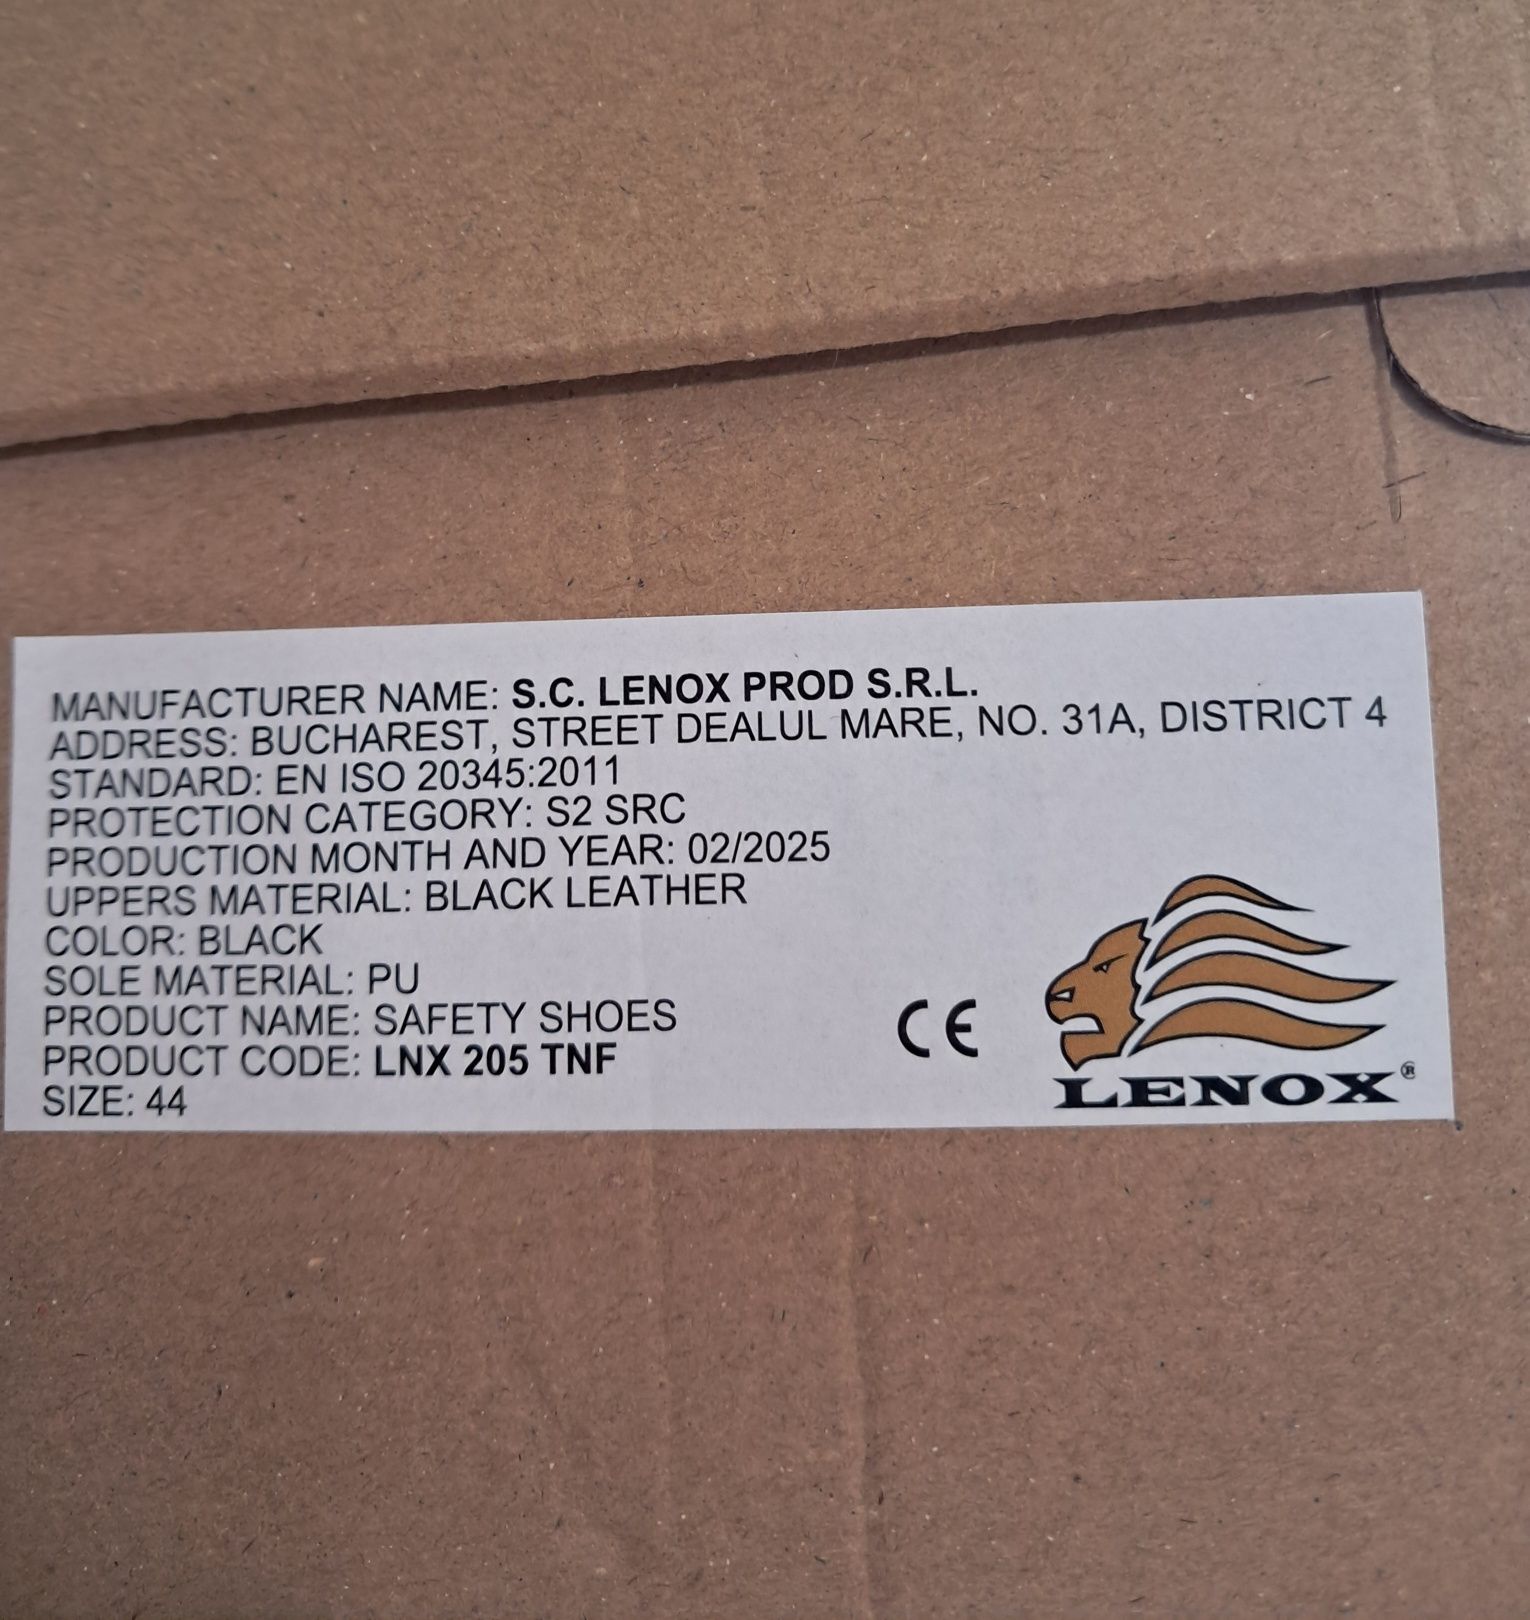 MANUFACTURER NAME: S.C. LENOX PROD S.R.L.
ADDRESS: BUCHAREST, STREET DEALUL MARE, NO. 31A, DISTRICT 4
STANDARD: EN ISO 20345:2011
PROTECTION CATEGORY: S2 SRC
PRODUCTION MONTH AND YEAR: 02/2025
UPPERS MATERIAL: BLACK LEATHER
COLOR: BLACK
SOLE MATERIAL: PU
PRODUCT NAME: SAFETY SHOES
PRODUCT CODE: LNX 205 TNF
SIZE: 44
CE
LENOX®